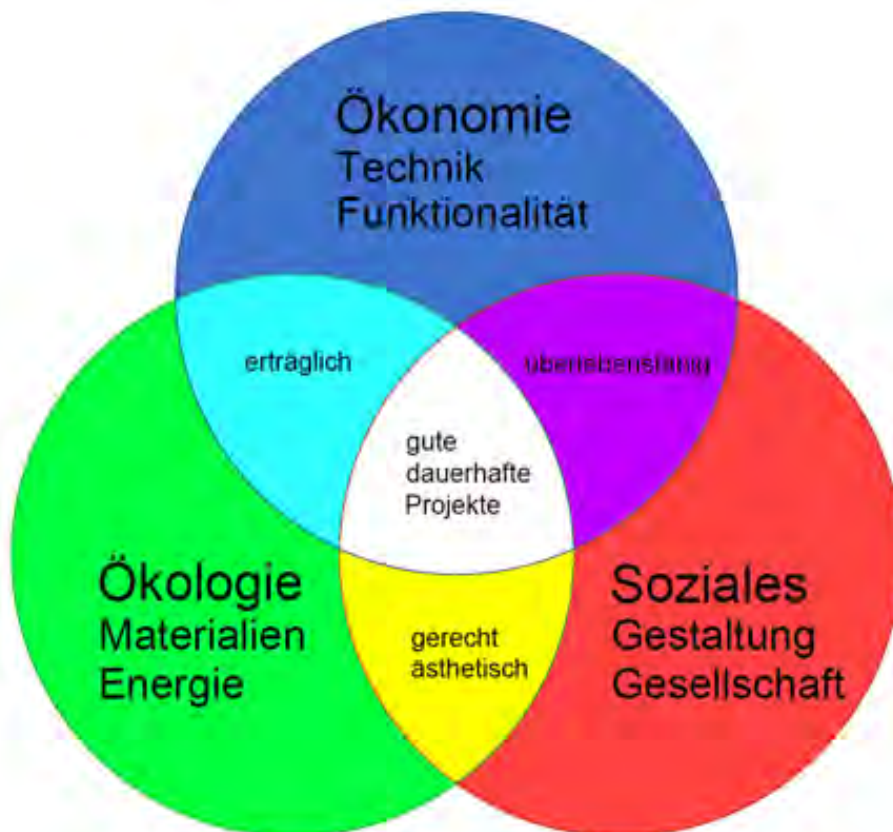 Ökonomie
Technik
Funktionalität
erträglich
überlebensfähig
gute
dauerhafte
Projekte
Ökologie
Materialien
Energie
Soziales
Gestaltung
Gesellschaft
gerecht
ästhetisch